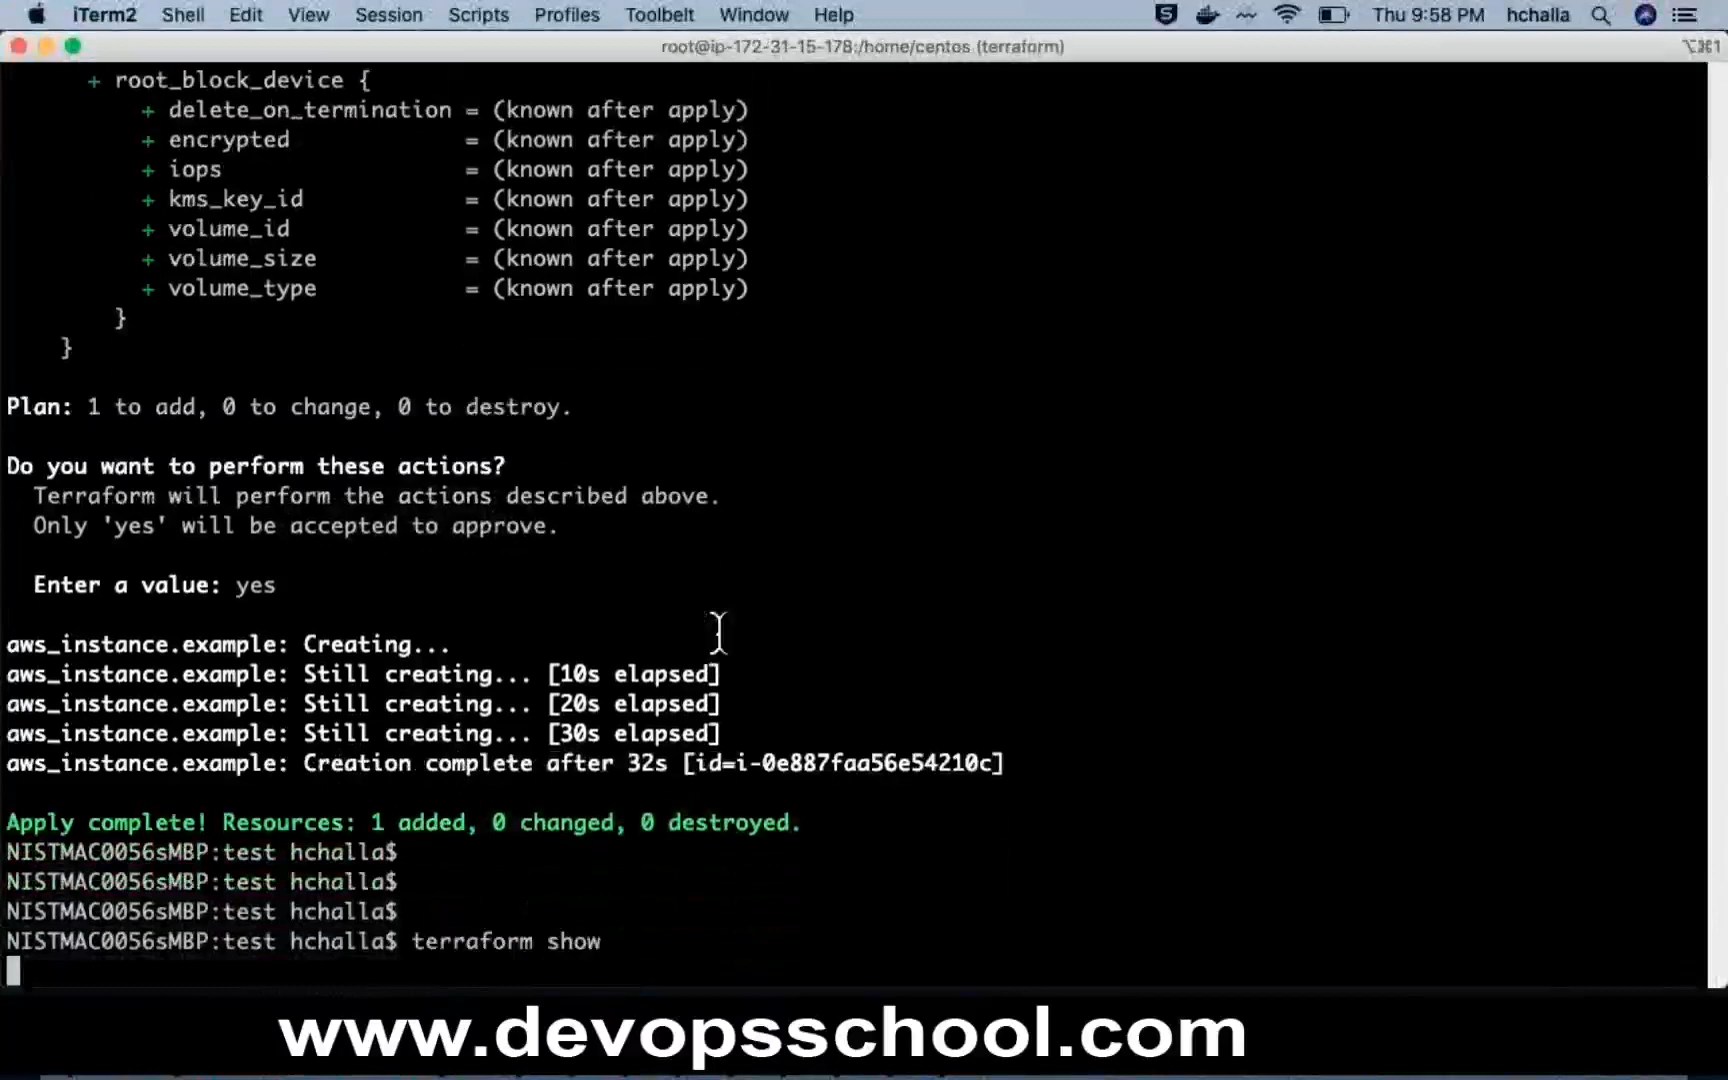 iTerm2 Shell Edit View Session Scripts Profiles Toolbelt Window Help Thu 9:58 PM hchalla
root@ip-172-31-15-178:/home/centos (terraform) ⌥⌘1
+ root_block_device {
+ delete_on_termination = (known after apply)
+ encrypted = (known after apply)
+ iops = (known after apply)
+ kms_key_id = (known after apply)
+ volume_id = (known after apply)
+ volume_size = (known after apply)
+ volume_type = (known after apply)
}
}
Plan: 1 to add, 0 to change, 0 to destroy.
Do you want to perform these actions?
Terraform will perform the actions described above.
Only 'yes' will be accepted to approve.
Enter a value: yes
aws_instance.example: Creating...
aws_instance.example: Still creating... [10s elapsed]
aws_instance.example: Still creating... [20s elapsed]
aws_instance.example: Still creating... [30s elapsed]
aws_instance.example: Creation complete after 32s [id=i-0e887faa56e54210c]
Apply complete! Resources: 1 added, 0 changed, 0 destroyed.
NISTMAC0056sMBP:test hchalla$
NISTMAC0056sMBP:test hchalla$
NISTMAC0056sMBP:test hchalla$
NISTMAC0056sMBP:test hchalla$ terraform show
www.devopsschool.com